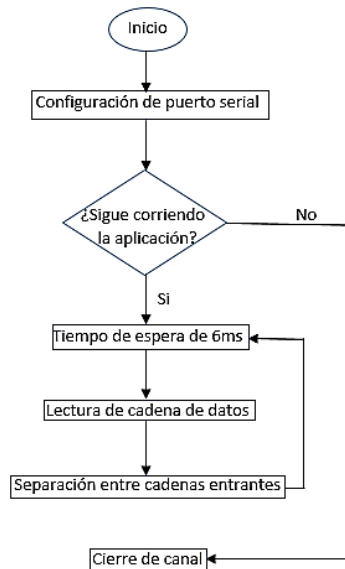 Inicio
Configuración de puerto serial
¿Sigue corriendo
la aplicación?
No
Si
Tiempo de espera de 6ms
Lectura de cadena de datos
Separación entre cadenas entrantes
Cierre de canal